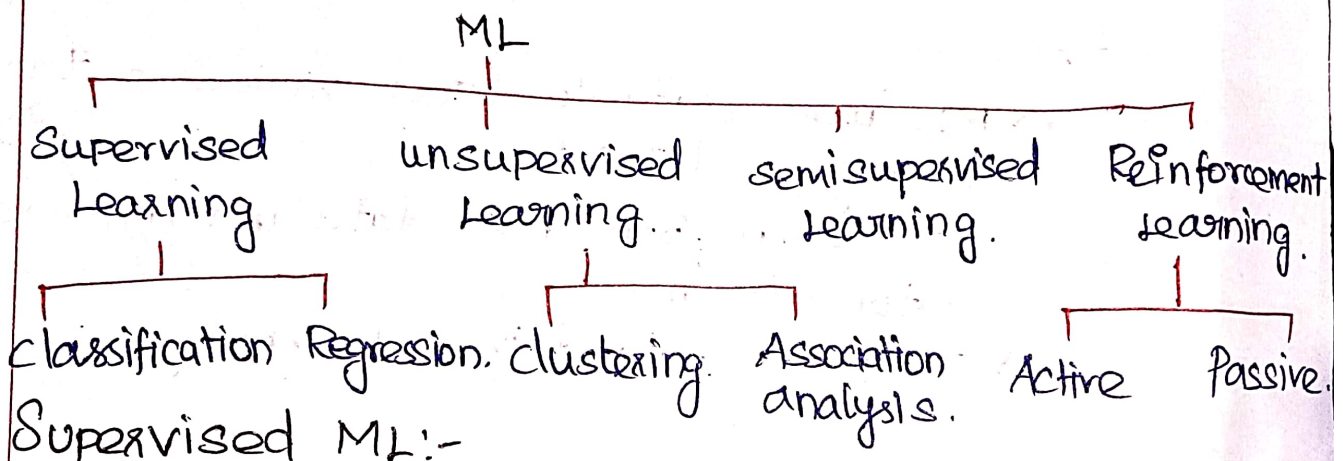 ML
Supervised unsupervised semisupervised Reinforcement
Learning. Learning... Learning. Learning.
classification Regression. clustering. Association Active Passive.
analysis.
Supervised ML:-